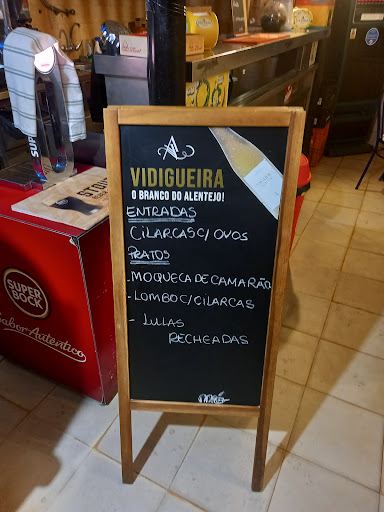 VIDIGUEIRA
O BRANCO DO ALENTEJO!
ENTRADAS
CILARCAS C/ OVOS
PRATOS
- MOQUECA DE CAMARÃO
- LOMBO C/ CILARCAS
- LULAS
RECHEADAS
SUPER
BOCK
Sabor Autêntico